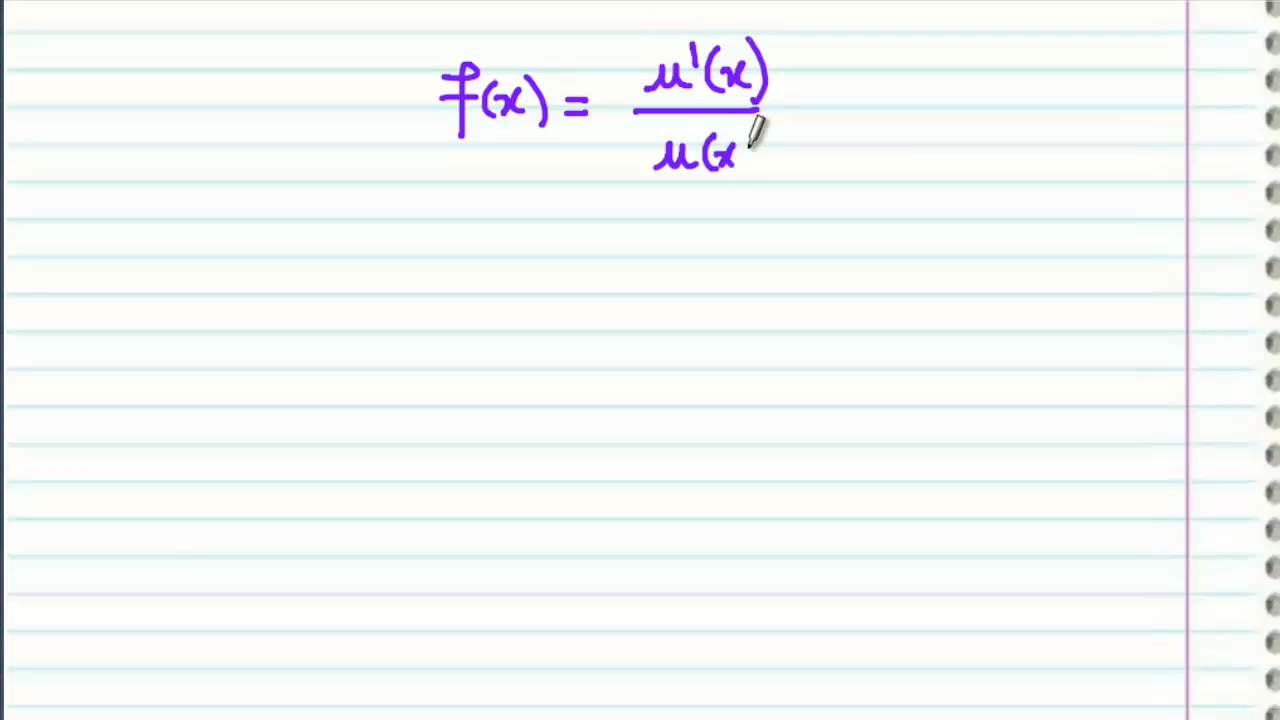 f(x) = u'(x)
u(x